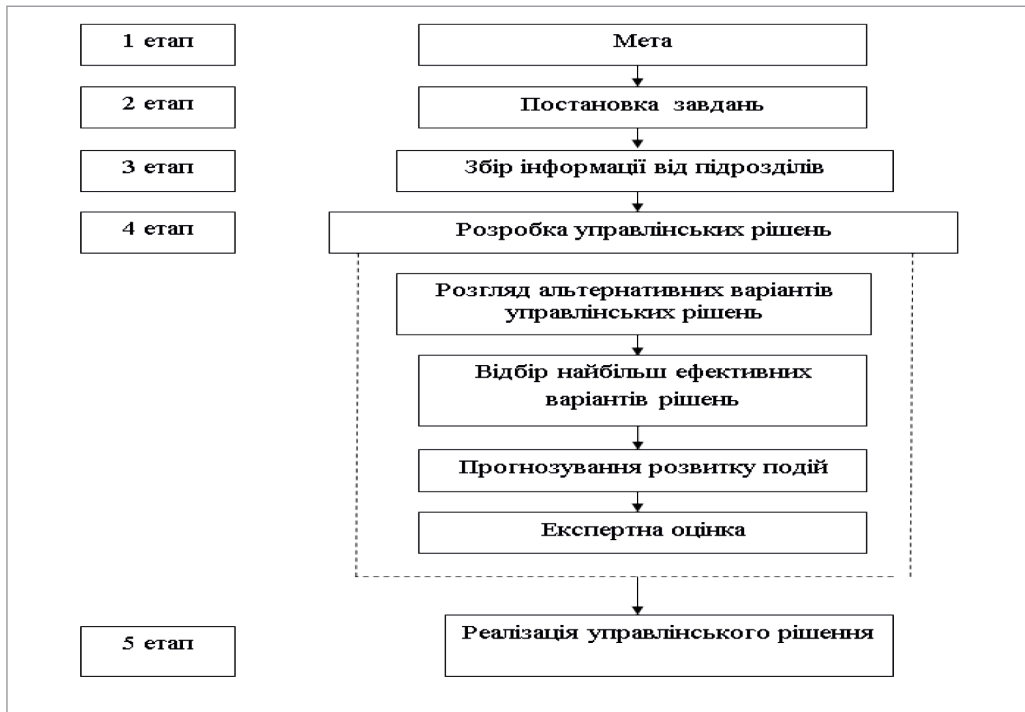 1 етап
Мета
2 етап
Постановка завдань
3 етап
Збір інформації від підрозділів
4 етап
Розробка управлінських рішень
Розгляд альтернативних варіантів
управлінських рішень
Відбір найбільш ефективних
варіантів рішень
Прогнозування розвитку подій
Експертна оцінка
5 етап
Реалізація управлінського рішення